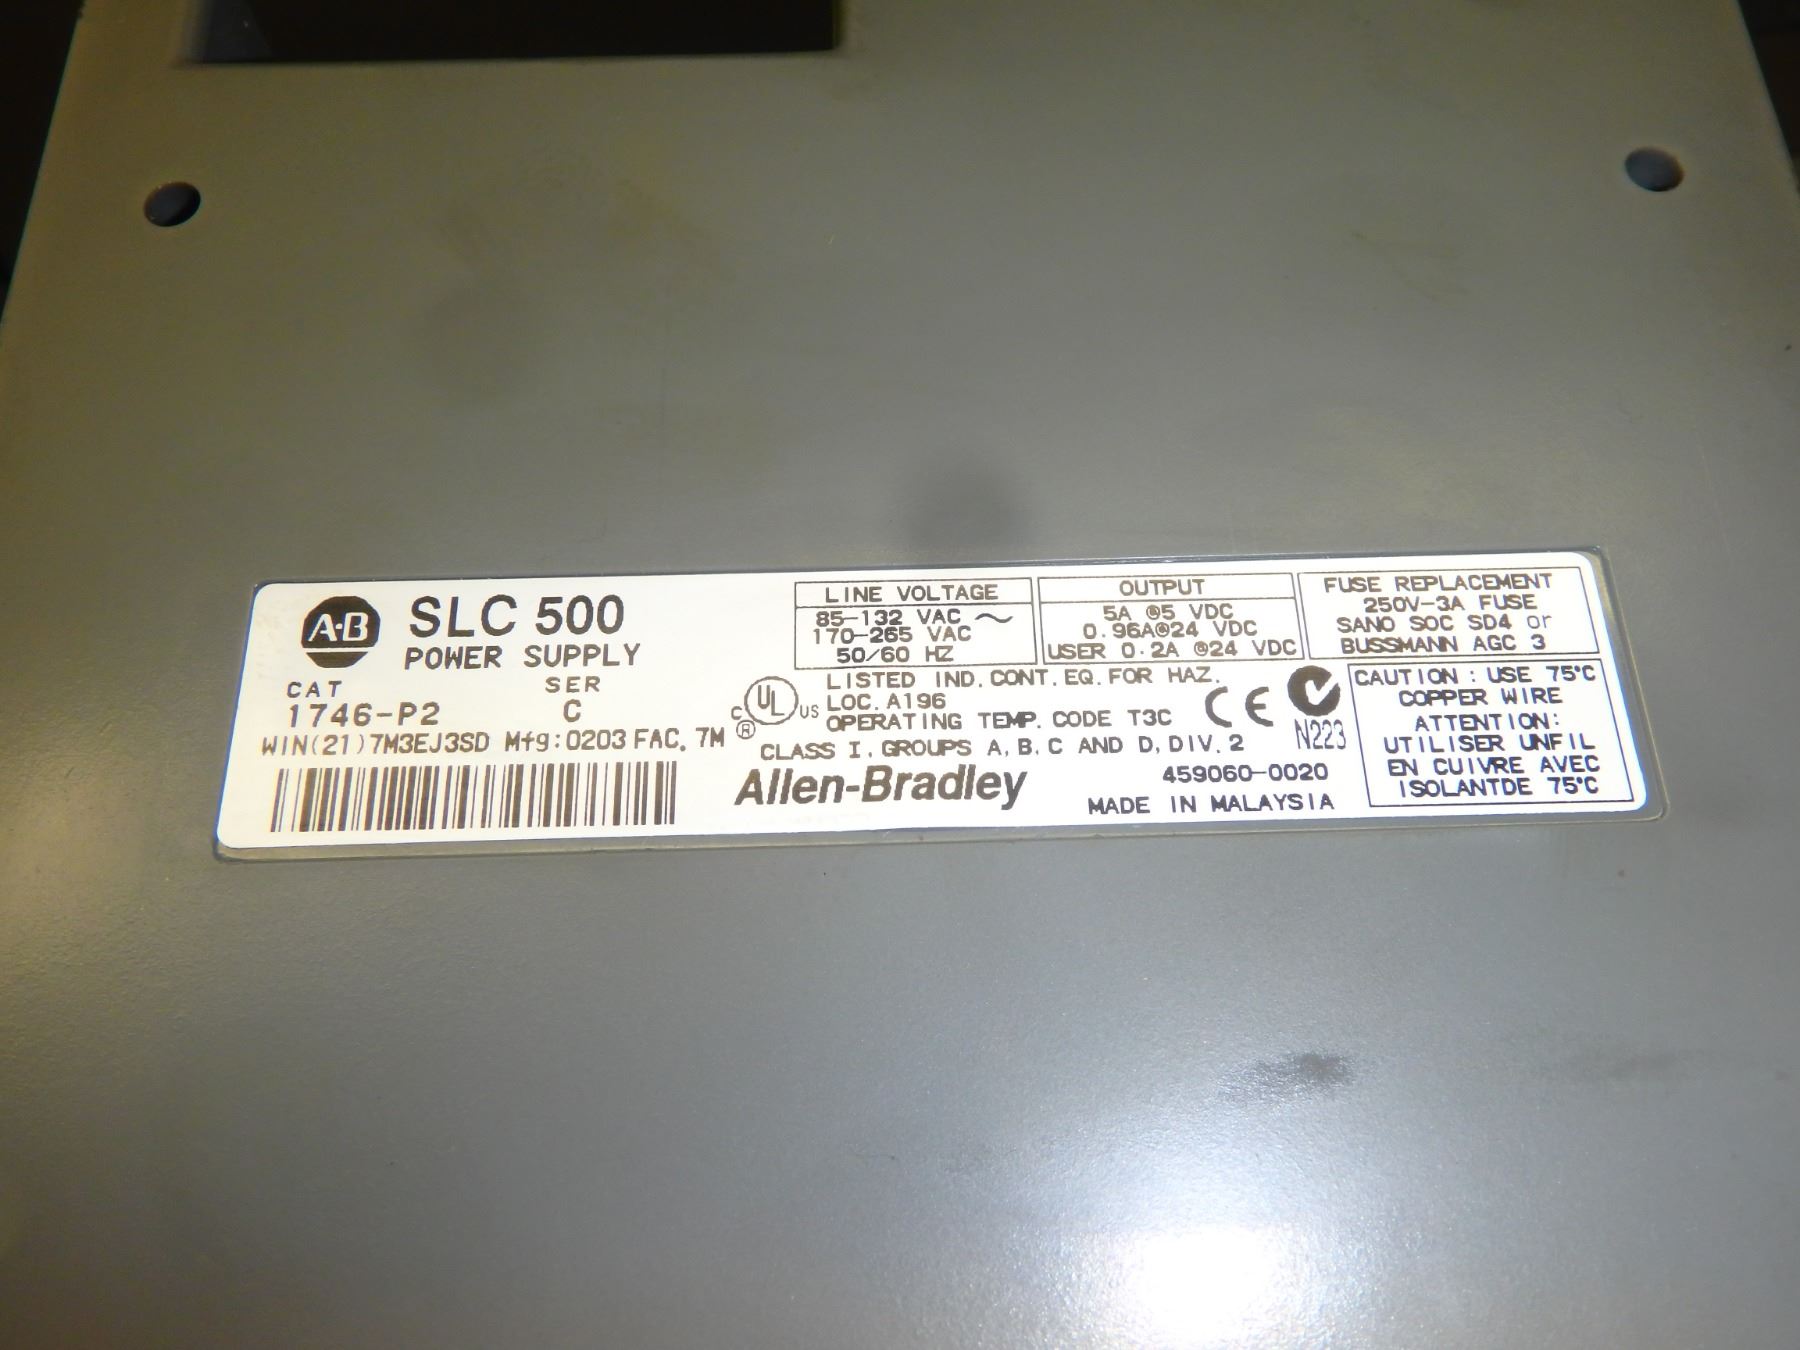 A·B
SLC 500
POWER SUPPLY
CAT SER
1746-P2 C
WIN(21)7M3EJ3SD Mfg:0203 FAC. 7M
LINE VOLTAGE
85-132 VAC ~
170-265 VAC
50/60 HZ
OUTPUT
5A @5 VDC
0.96A@24 VDC
USER 0.2A @24 VDC
FUSE REPLACEMENT
250V-3A FUSE
SANO SOC SD4 or
BUSSMANN AGC 3
C UL US
®
LISTED IND. CONT. EQ. FOR HAZ.
LOC. A196
OPERATING TEMP. CODE T3C
CLASS I, GROUPS A, B, C AND D, DIV. 2
CE
N223
Allen-Bradley
459060-0020
MADE IN MALAYSIA
CAUTION : USE 75°C
COPPER WIRE
ATTENTION:
UTILISER UNFIL
EN CUIVRE AVEC
ISOLANTDE 75°C